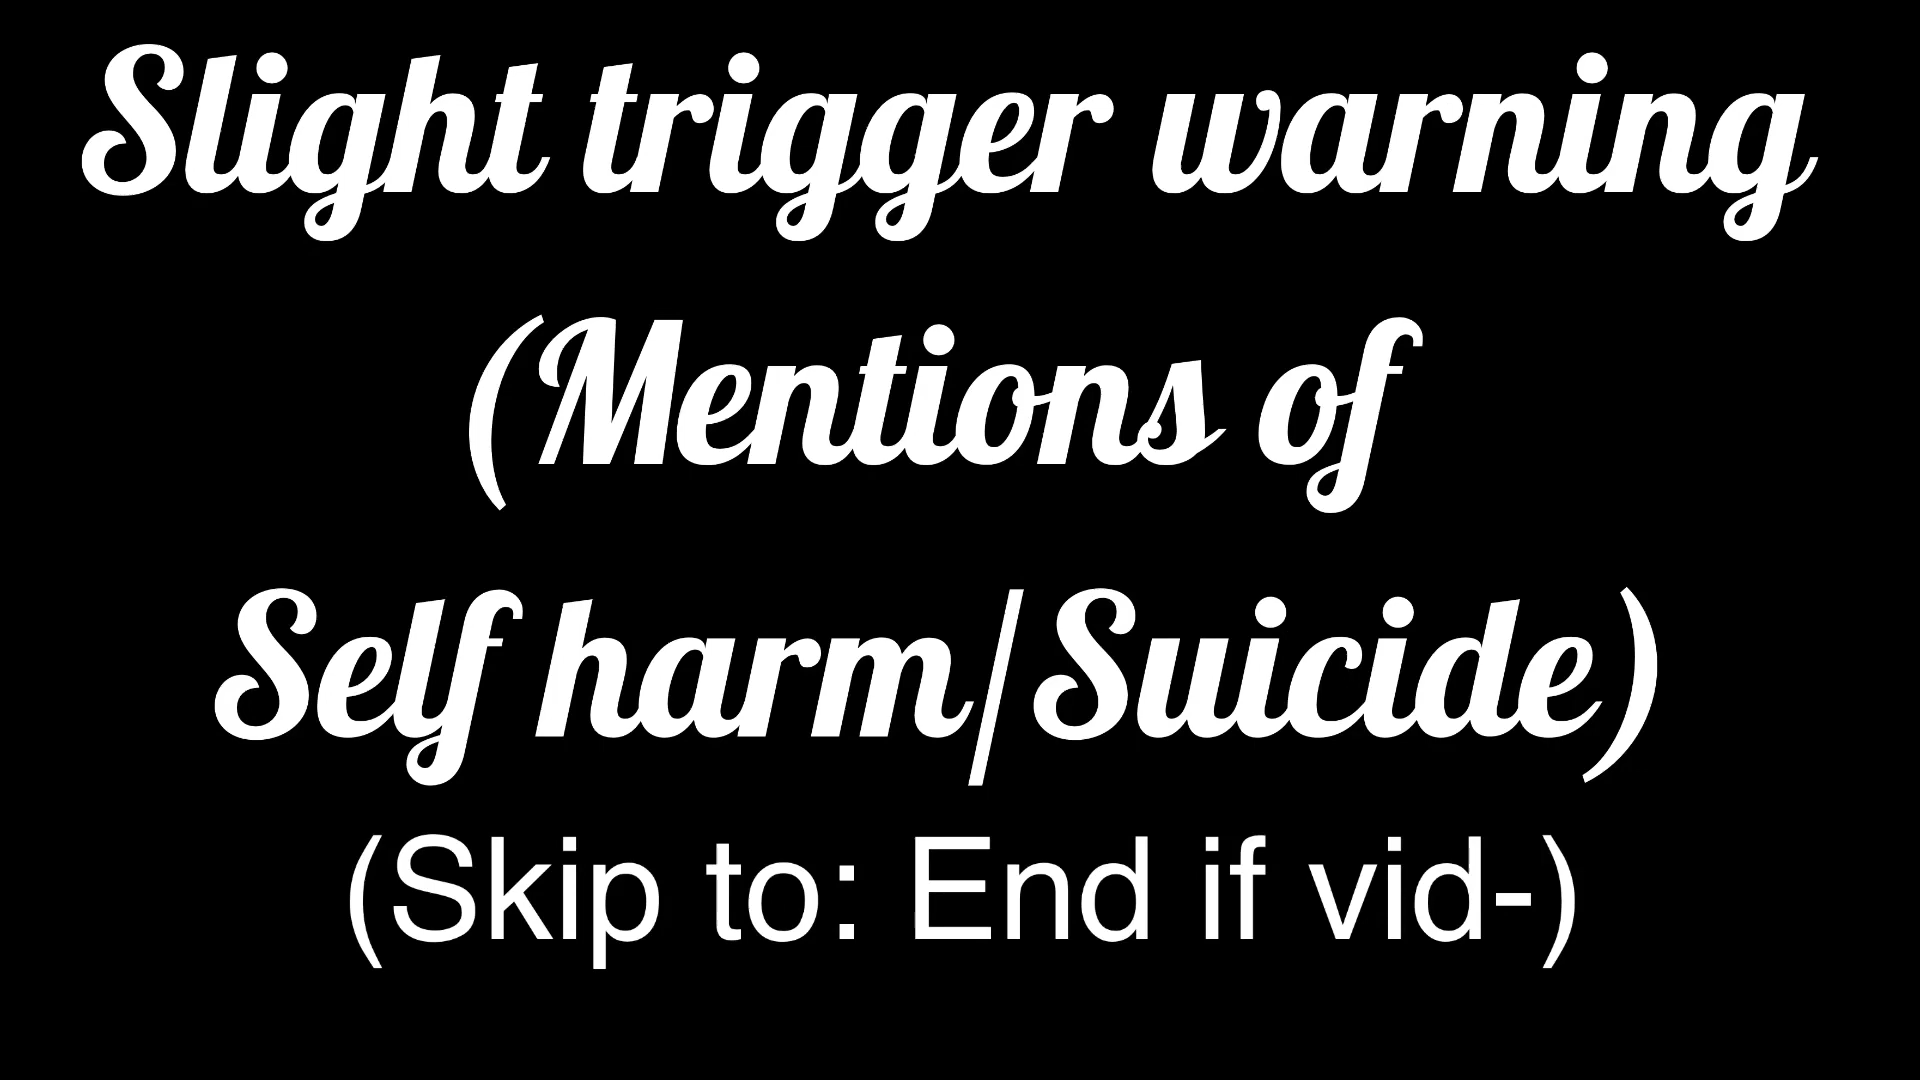 Slight trigger warning
(Mentions of
Self harm/Suicide)
(Skip to: End if vid-)